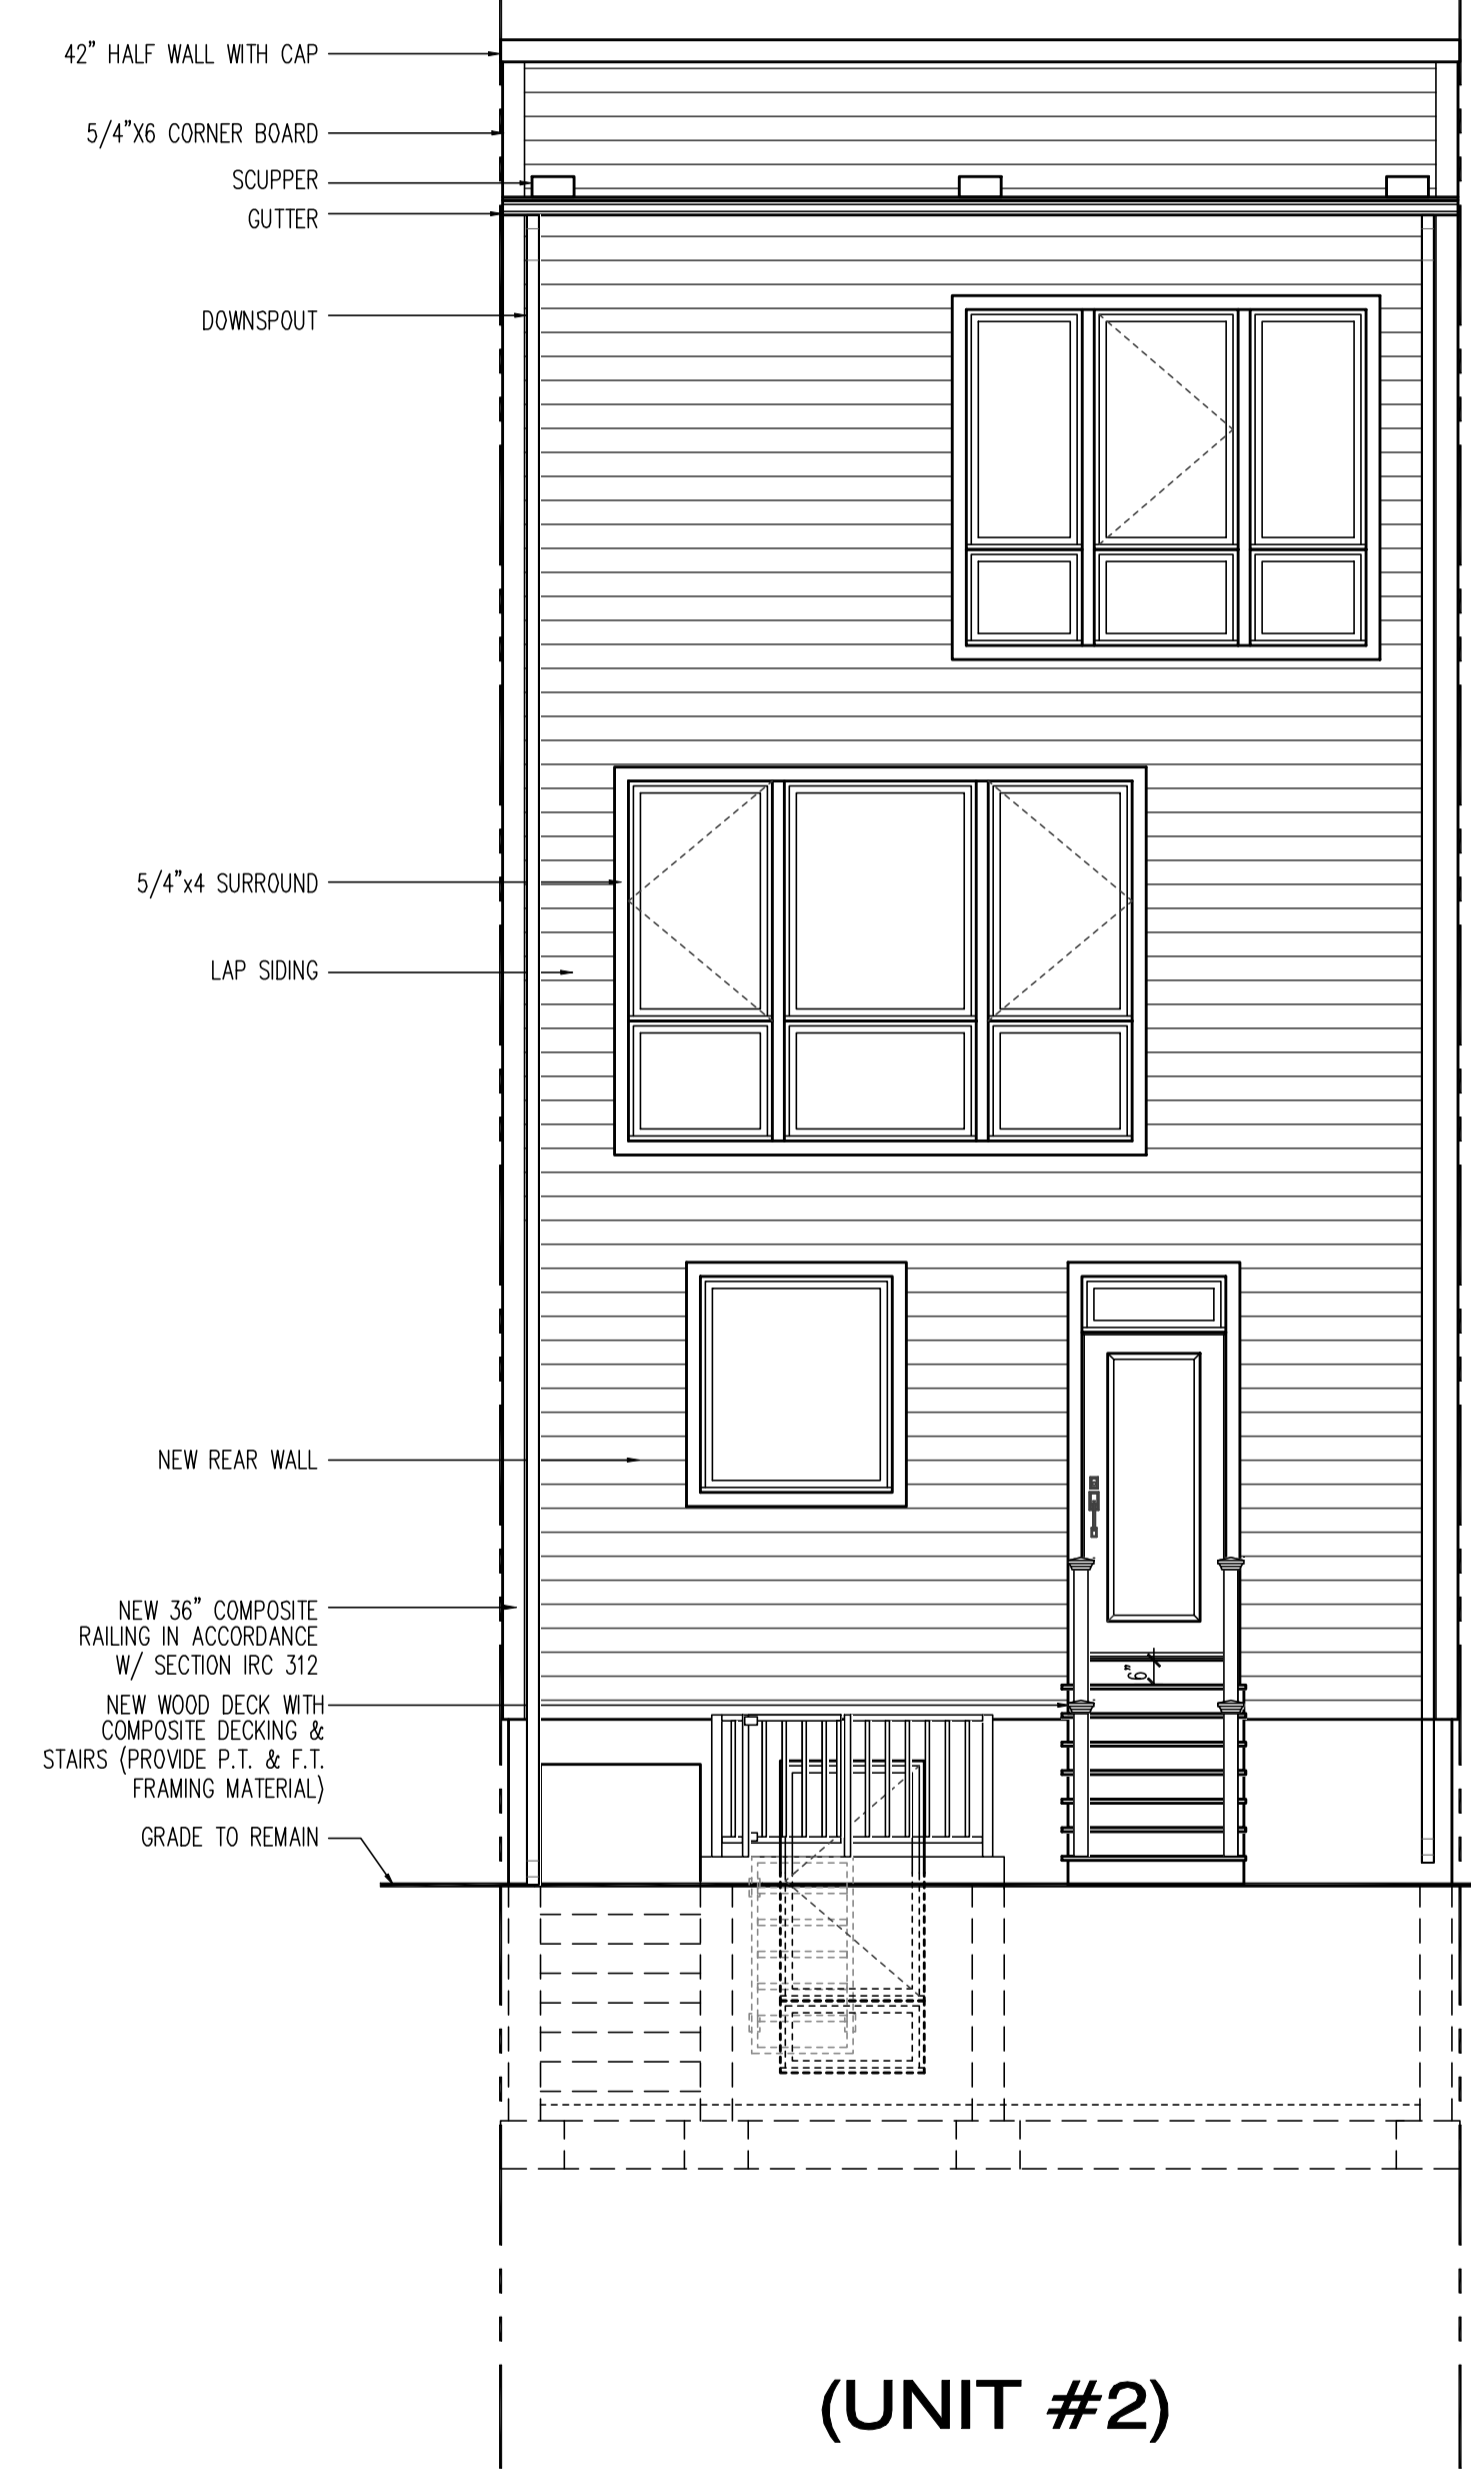 42" HALF WALL WITH CAP
5/4"X6 CORNER BOARD
SCUPPER
GUTTER
DOWNSPOUT
5/4"x4 SURROUND
LAP SIDING
NEW REAR WALL
NEW 36" COMPOSITE
RAILING IN ACCORDANCE
W/ SECTION IRC 312
6"
NEW WOOD DECK WITH
COMPOSITE DECKING &
STAIRS (PROVIDE P.T. & F.T.
FRAMING MATERIAL)
GRADE TO REMAIN
(UNIT #2)